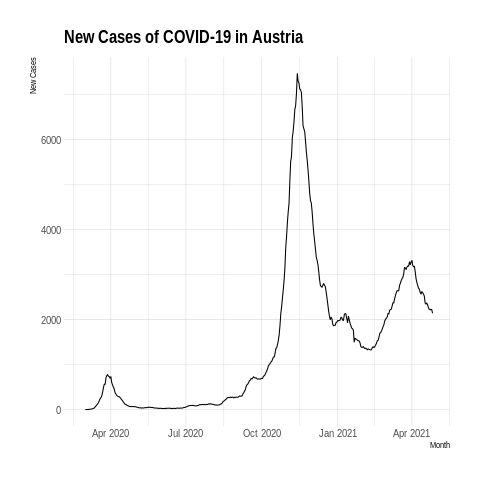 New Cases of COVID-19 in Austria
New Cases
6000
4000
2000
0
Apr 2020
Jul 2020
Oct 2020
Jan 2021
Apr 2021
Month